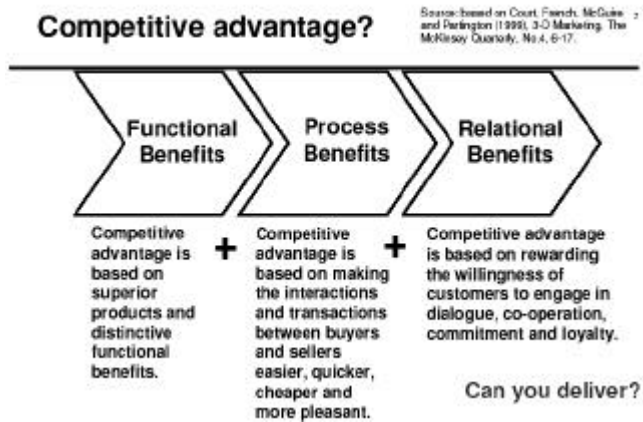 Competitive advantage?
Source: based on Court, French, McGuire
and Partington (1999), 3-D Marketing, The
McKinsey Quarterly, No.4, 6-17.
Functional
Benefits
Process
Benefits
Relational
Benefits
Competitive
advantage is
based on
superior
products and
distinctive
functional
benefits.
+
Competitive
advantage is
based on making
the interactions
and transactions
between buyers
and sellers
easier, quicker,
cheaper and
more pleasant.
+
Competitive advantage
is based on rewarding
the willingness of
customers to engage in
dialogue, co-operation,
commitment and loyalty.
Can you deliver?